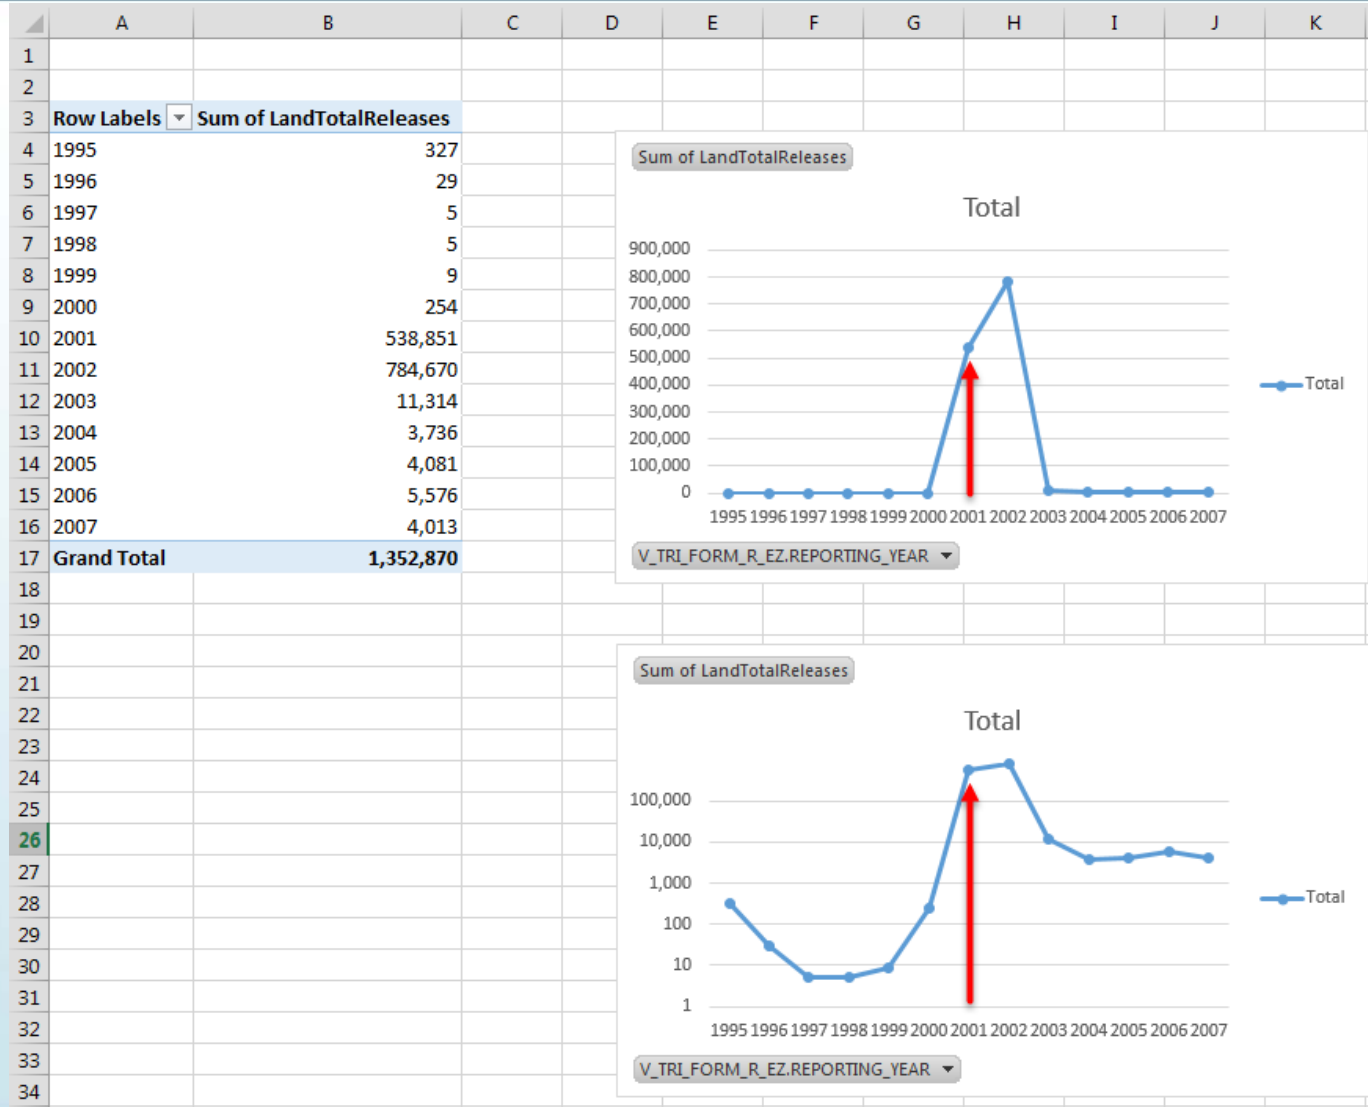 A B C D E F G H I J K
1
2
3 Row Labels Sum of LandTotalReleases
4 1995 327
5 1996 29
6 1997 5
7 1998 5
8 1999 9
9 2000 254
10 2001 538,851
11 2002 784,670
12 2003 11,314
13 2004 3,736
14 2005 4,081
15 2006 5,576
16 2007 4,013
17 Grand Total 1,352,870
18
19
20
21
22
23
24
25
26
27
28
29
30
31
32
33
34
Sum of LandTotalReleases
Total
900,000
800,000
700,000
600,000
500,000
400,000
300,000
200,000
100,000
0
1995 1996 1997 1998 1999 2000 2001 2002 2003 2004 2005 2006 2007
Total
V_TRI_FORM_R_EZ.REPORTING_YEAR
Sum of LandTotalReleases
Total
100,000
10,000
1,000
100
10
1
1995 1996 1997 1998 1999 2000 2001 2002 2003 2004 2005 2006 2007
Total
V_TRI_FORM_R_EZ.REPORTING_YEAR